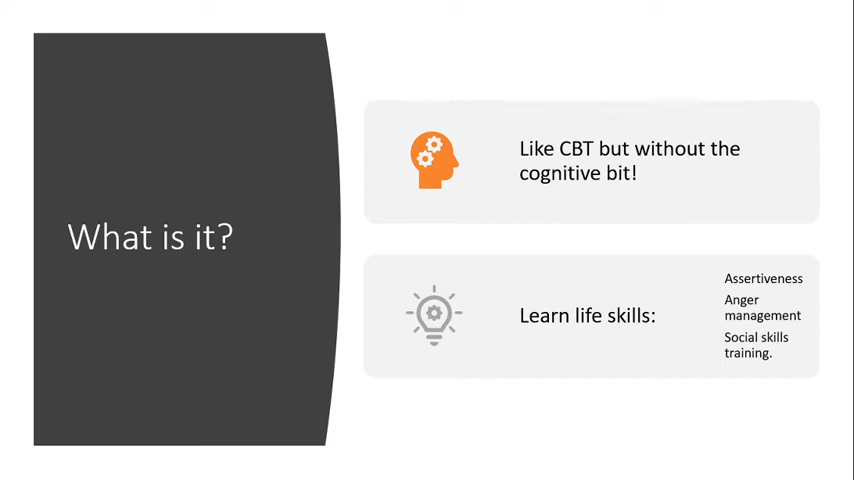 What is it?
Like CBT but without the
cognitive bit!
Learn life skills:
Assertiveness
Anger
management
Social skills
training.